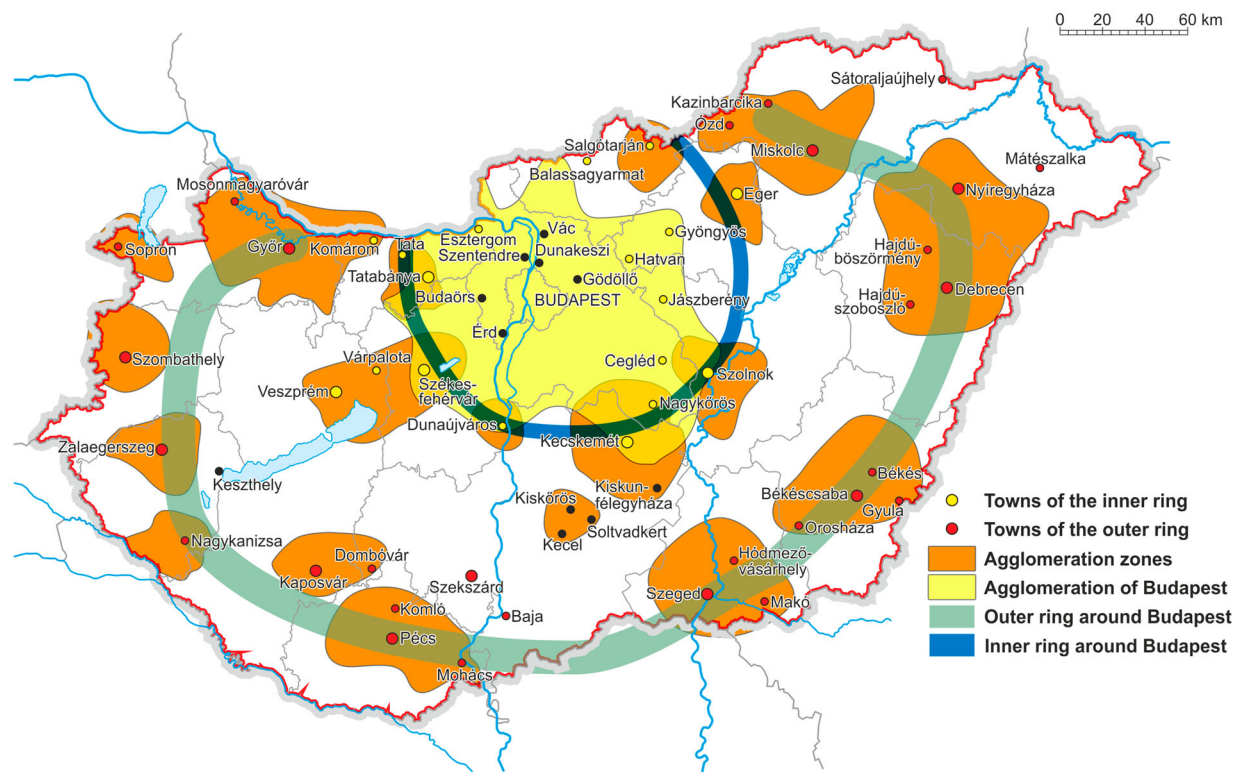 0 20 40 60 km
Sátoraljaújhely
Kazinbarcika
Ózd
Salgótarján
Miskolc
Balassagyarmat
Mátészalka
Mosonmagyaróvár
Eger
Nyíregyháza
Vác
Gyöngyös
Esztergom
Dunakeszi
Sopron
Győr
Komárom
Tata
Szentendre
Hatvan
Hajdú-
böszörmény
Tatabánya
Gödöllő
Budaörs
BUDAPEST
Jászberény
Debrecen
Hajdú-
szoboszló
Érd
Szombathely
Várpalota
Cegléd
Veszprém
Székes-
fehérvár
Szolnok
Nagykőrös
Dunaújváros
Kecskemét
Zalaegerszeg
Keszthely
Békés
Kiskun-
félegyháza
Békéscsaba
Gyula
Kiskőrös
Soltvadkert
Orosháza
Kecel
Nagykanizsa
Dombóvár
Hódmező-
vásárhely
Kaposvár
Szekszárd
Szeged
Makó
Komló
Baja
Pécs
Mohács
Towns of the inner ring
Towns of the outer ring
Agglomeration zones
Agglomeration of Budapest
Outer ring around Budapest
Inner ring around Budapest